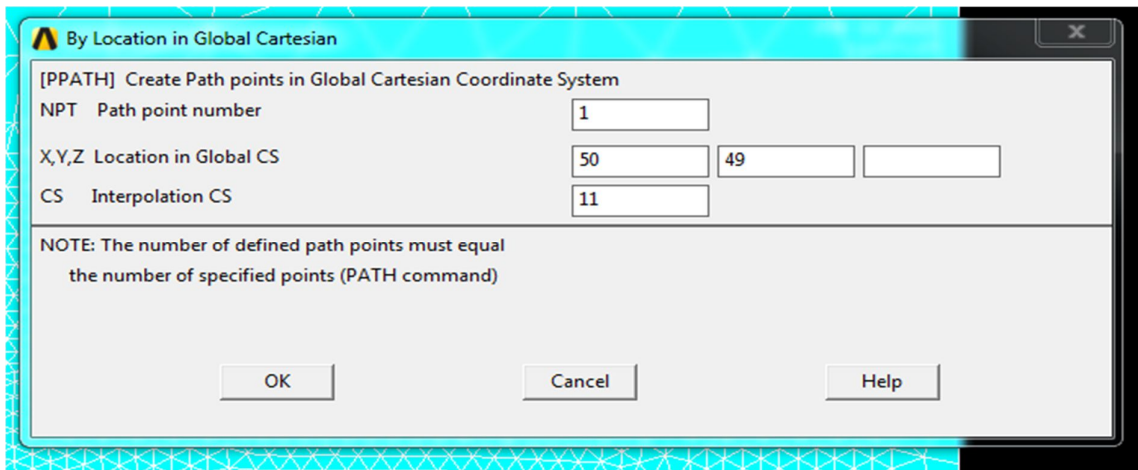 By Location in Global Cartesian
[PPATH] Create Path points in Global Cartesian Coordinate System
NPT Path point number 1
X,Y,Z Location in Global CS 50 49
CS Interpolation CS 11
NOTE: The number of defined path points must equal
the number of specified points (PATH command)
OK Cancel Help